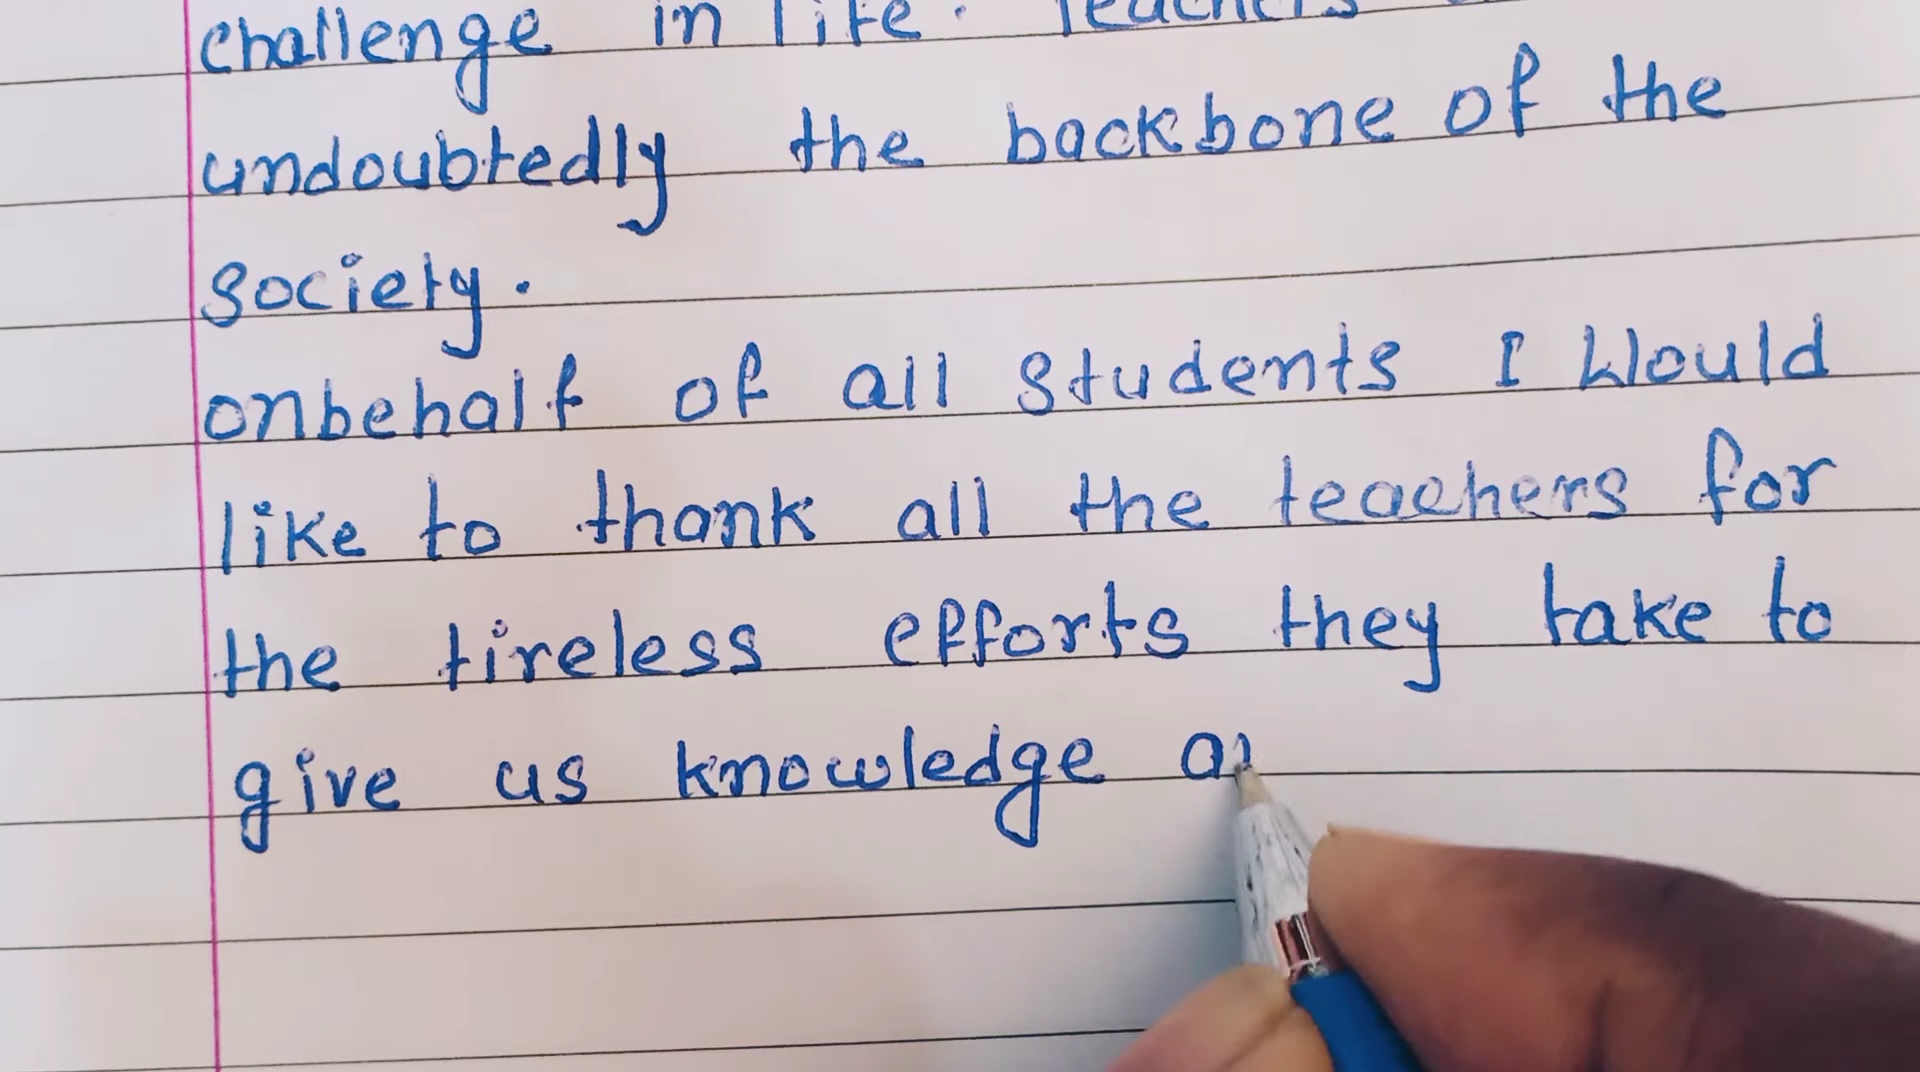 challenge in life. Teachers
undoubtedly the backbone of the
society.
onbehalf of all students I Would
like to thank all the teachers for
the tireless efforts they take to
give us knowledge